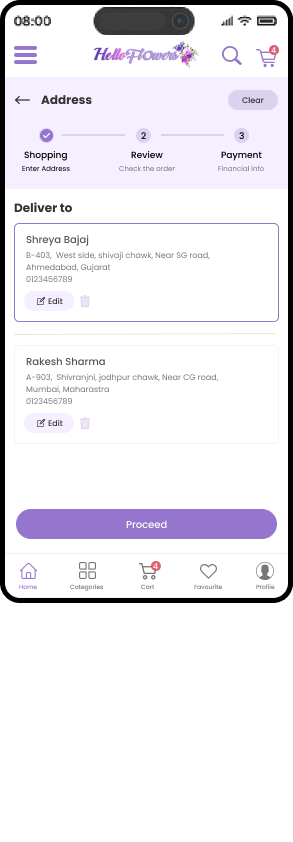 08:00
HelloFlowers
4
Address
Clear
2
3
Shopping
Review
Payment
Enter Address
Check the order
Financial info
Deliver to
Shreya Bajaj
B-403, West side, shivaji chawk, Near SG road,
Ahmedabad, Gujarat
0123456789
Edit
Rakesh Sharma
A-903, Shivranjni, jodhpur chawk, Near CG road,
Mumbai, Maharastra
0123456789
Edit
Proceed
4
Home
Categories
Cart
Favourite
Profile